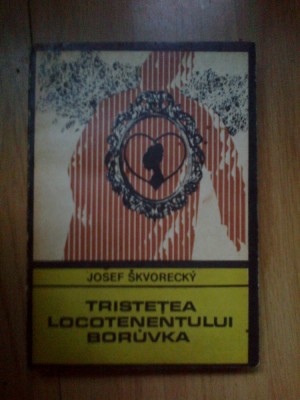 JOSEF ŠKVORECKÝ
TRISTEȚEA
LOCOTENENTULUI
BORŮVKA